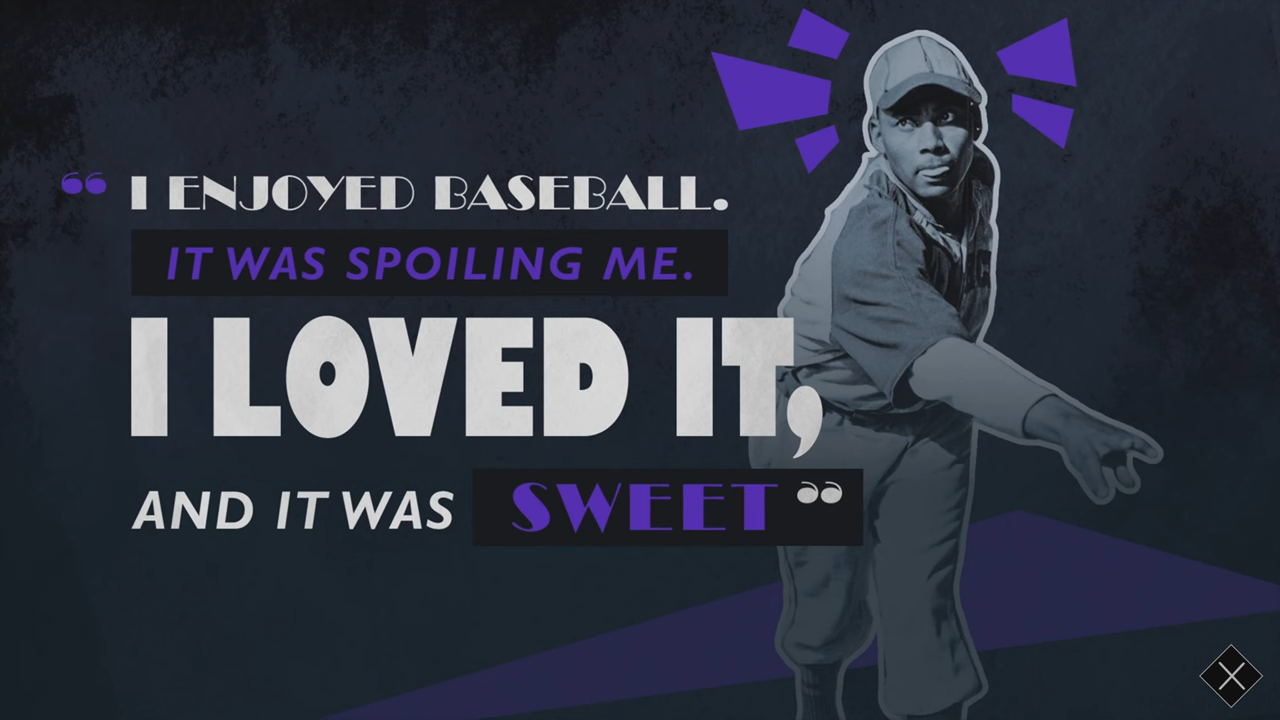 “ I ENJOYED BASEBALL.
IT WAS SPOILING ME.
I LOVED IT,
AND IT WAS SWEET ”